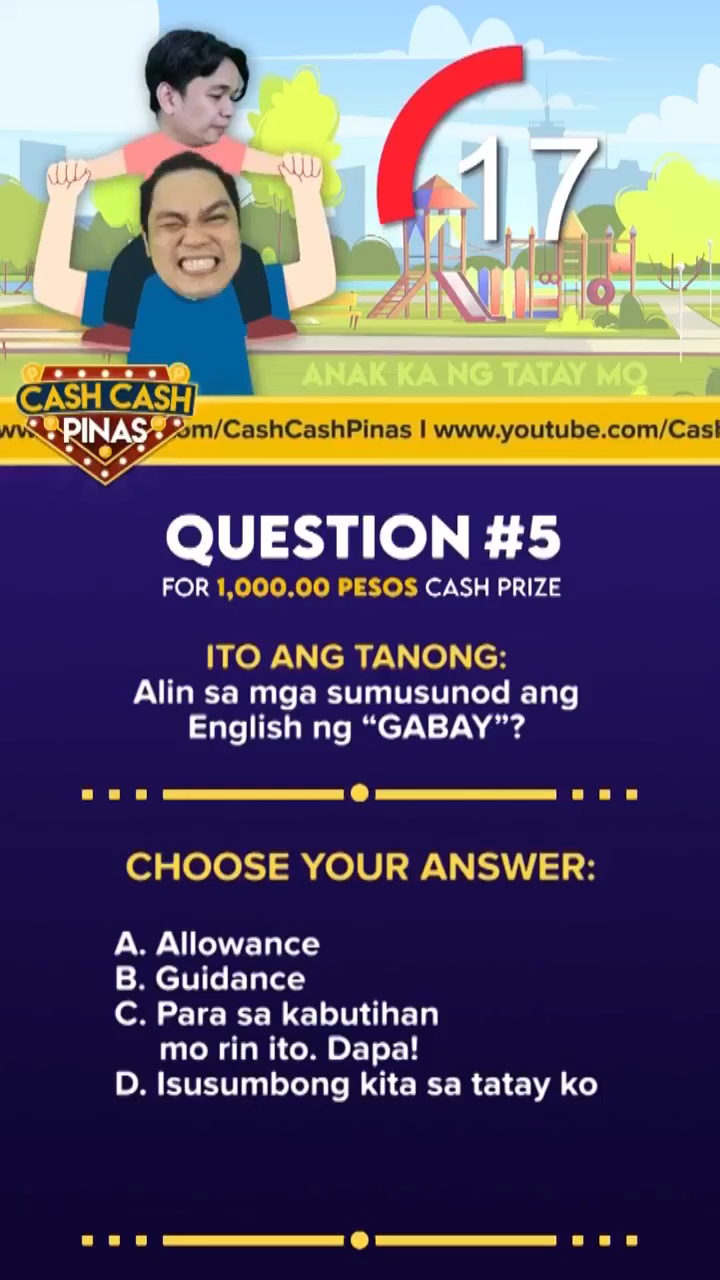 17
ANAK KA NG TATAY MO
CASH CASH
PINAS
om/CashCashPinas I www.youtube.com/Cas
QUESTION #5
FOR 1,000.00 PESOS CASH PRIZE
ITO ANG TANONG:
Alin sa mga sumusunod ang
English ng “GABAY”?
CHOOSE YOUR ANSWER:
A. Allowance
B. Guidance
C. Para sa kabutihan
mo rin ito. Dapa!
D. Isusumbong kita sa tatay ko